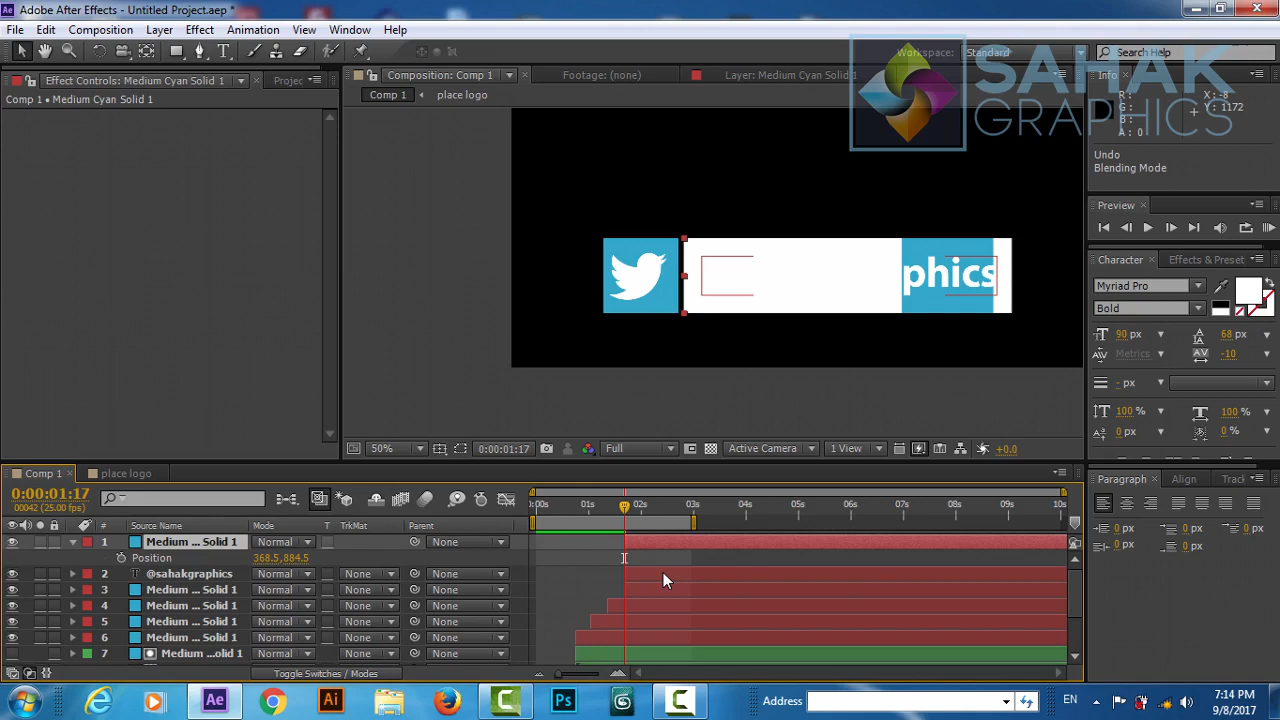 Adobe After Effects - Untitled Project.aep *
File Edit Composition Layer Effect Animation View Window Help
Workspace: Standard Search Help
SAHAK
GRAPHICS
Effect Controls: Medium Cyan Solid 1 Projec
Composition: Comp 1 Footage: (none) Layer: Medium Cyan Solid 1
Info
Comp 1 • Medium Cyan Solid 1
Comp 1 place logo
R: X: -8
G: Y: 1172
B:
A: 0
Undo
Blending Mode
Preview
Character Effects & Preset
Myriad Pro
Bold
phics
90 px 68 px
Metrics -10
- px
100 % 100 %
0 px 0 %
50% 0:00:01:17 Full Active Camera 1 View +0.0
Comp 1 place logo
Paragraph Align Track
0:00:01:17
00042 (25.00 fps)
:00s 01s 02s 03s 04s 05s 06s 07s 08s 09s 10s
# Source Name Mode T TrkMat Parent
1 Medium ... Solid 1 Normal None
Position 368.5,884.5
2 T @sahakgraphics Normal None None
3 Medium ... Solid 1 Normal None None
4 Medium ... Solid 1 Normal None None
5 Medium ... Solid 1 Normal None None
6 Medium ... Solid 1 Normal None None
7 Medium ...olid 1 Normal None None
0 px 0 px 0 px
0 px 0 px
Toggle Switches / Modes
Ae Ai Ps
Address EN
7:14 PM
9/8/2017